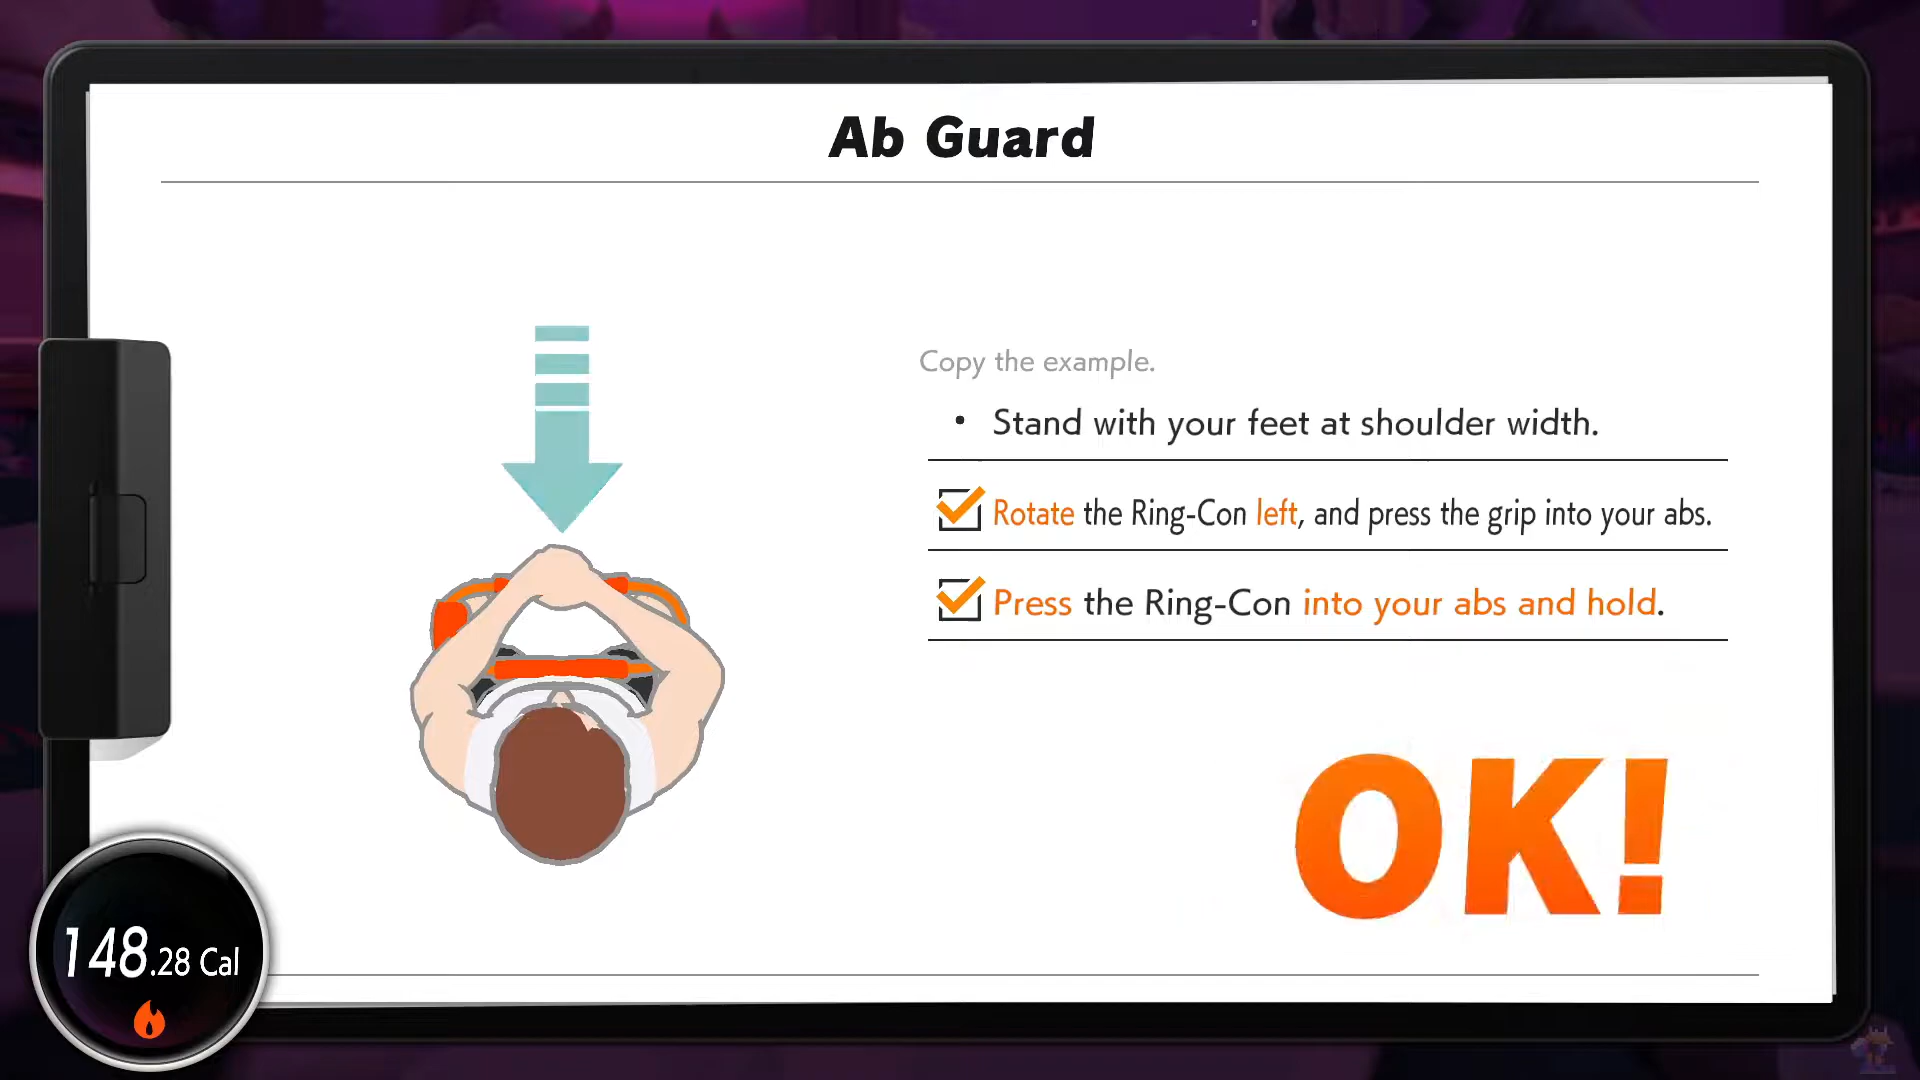 Ab Guard
Copy the example.
• Stand with your feet at shoulder width.
Rotate the Ring-Con left, and press the grip into your abs.
Press the Ring-Con into your abs and hold.
OK!
148.28 Cal